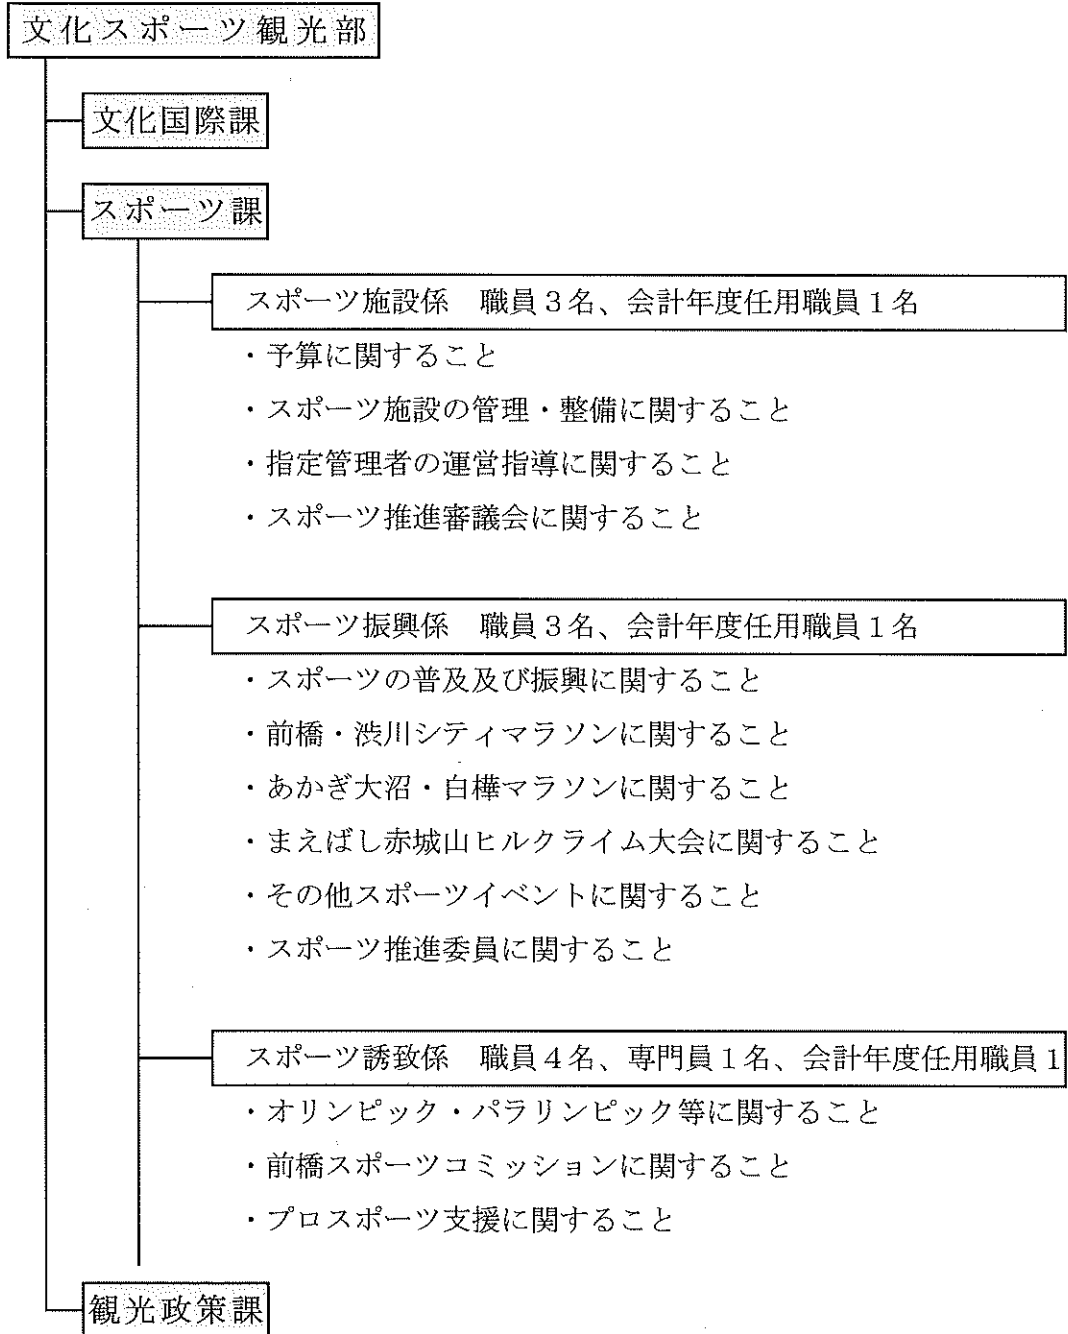 文化スポーツ観光部
文化国際課
スポーツ課
スポーツ施設係 職員3名、会計年度任用職員1名
・予算に関すること
・スポーツ施設の管理・整備に関すること
・指定管理者の運営指導に関すること
・スポーツ推進審議会に関すること
スポーツ振興係 職員3名、会計年度任用職員1名
・スポーツの普及及び振興に関すること
・前橋・渋川シティマラソンに関すること
・あかぎ大沼・白樺マラソンに関すること
・まえばし赤城山ヒルクライム大会に関すること
・その他スポーツイベントに関すること
・スポーツ推進委員に関すること
スポーツ誘致係 職員4名、専門員1名、会計年度任用職員1
・オリンピック・パラリンピック等に関すること
・前橋スポーツコミッションに関すること
・プロスポーツ支援に関すること
観光政策課